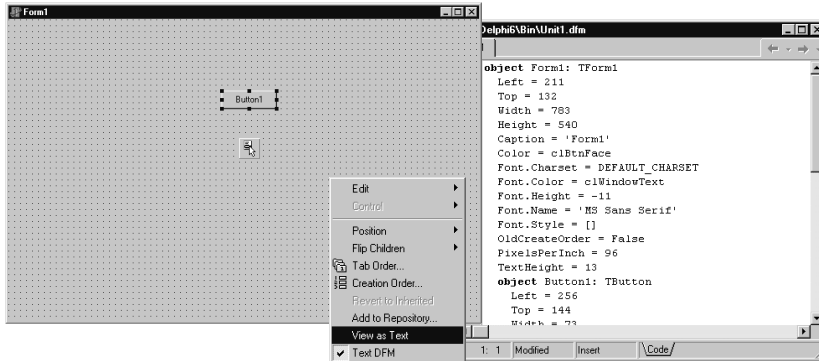 Form1
Button1
Edit
Control
Position
Flip Children
Tab Order...
Creation Order...
Revert to Inherited
Add to Repository...
View as Text
Text DFM
Delphi6\Bin\Unit1.dfm
object Form1: TForm1
Left = 211
Top = 132
Width = 783
Height = 540
Caption = 'Form1'
Color = clBtnFace
Font.Charset = DEFAULT_CHARSET
Font.Color = clWindowText
Font.Height = -11
Font.Name = 'MS Sans Serif'
Font.Style = []
OldCreateOrder = False
PixelsPerInch = 96
TextHeight = 13
object Button1: TButton
Left = 256
Top = 144
Width = 73
1: 1 Modified Insert \Code/